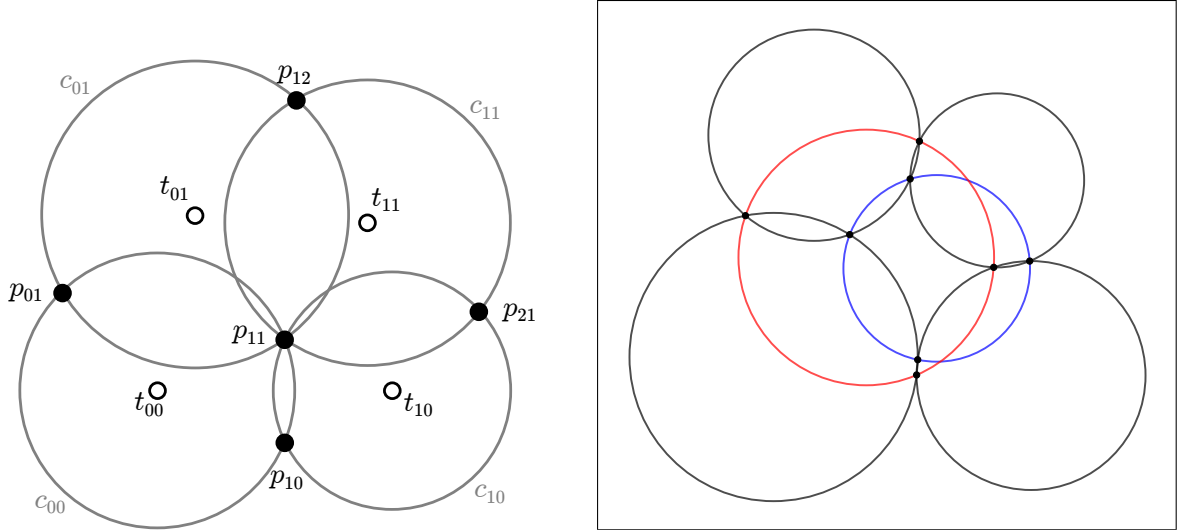 p₁₂
c₀₁
c₁₁
t₀₁
t₁₁
p₀₁
p₂₁
p₁₁
t₀₀
t₁₀
p₁₀
c₀₀
c₁₀